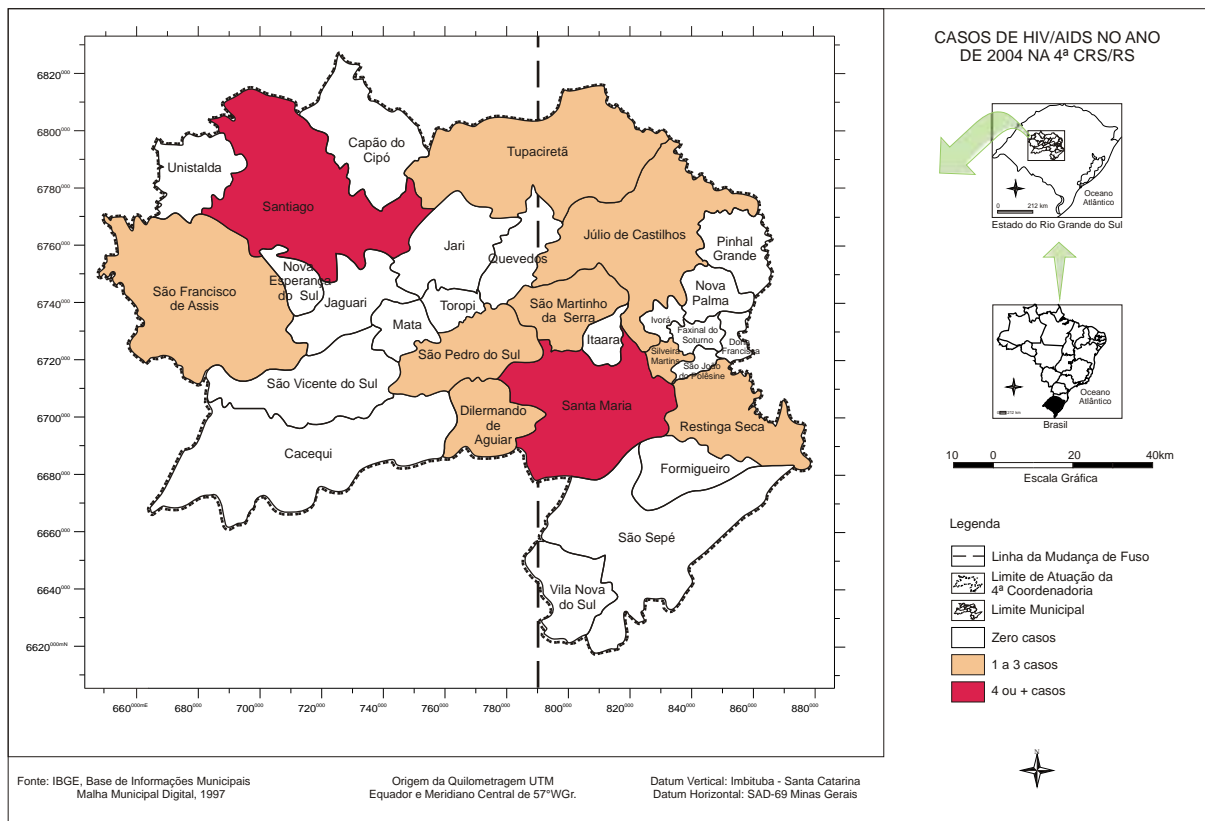 CASOS DE HIV/AIDS NO ANO
DE 2004 NA 4ª CRS/RS
6820000
6800000
6780000
6760000
6740000
6720000
6700000
6680000
6660000
6640000
6620000mN
660000mE
680000
700000
720000
740000
760000
780000
800000
820000
840000
860000
880000
Capão do
Cipó
Unistalda
Tupaciretã
Santiago
Jari
Quevedos
Júlio de Castilhos
Pinhal
Grande
São Francisco
de Assis
Nova
Esperança
do Sul
Jaguari
Mata
Toropi
São Martinho
da Serra
Nova
Palma
Ivorá
Faxinal do
Soturno
Dona
Francisca
Itaara
Silveira
Martins
São João
do Polêsine
São Pedro do Sul
São Vicente do Sul
Santa Maria
Dilermando
de
Aguiar
Restinga Seca
Cacequi
Formigueiro
São Sepé
Vila Nova
do Sul
Oceano
Atlântico
0 212 km
Estado do Rio Grande do Sul
Oceano
Atlântico
0 212 km
Brasil
10 0 20 40km
Escala Gráfica
Legenda
Linha da Mudança de Fuso
Limite de Atuação da
4ª Coordenadoria
Limite Municipal
Zero casos
1 a 3 casos
4 ou + casos
N
Fonte: IBGE, Base de Informações Municipais
Malha Municipal Digital, 1997
Origem da Quilometragem UTM
Equador e Meridiano Central de 57°WGr.
Datum Vertical: Imbituba - Santa Catarina
Datum Horizontal: SAD-69 Minas Gerais